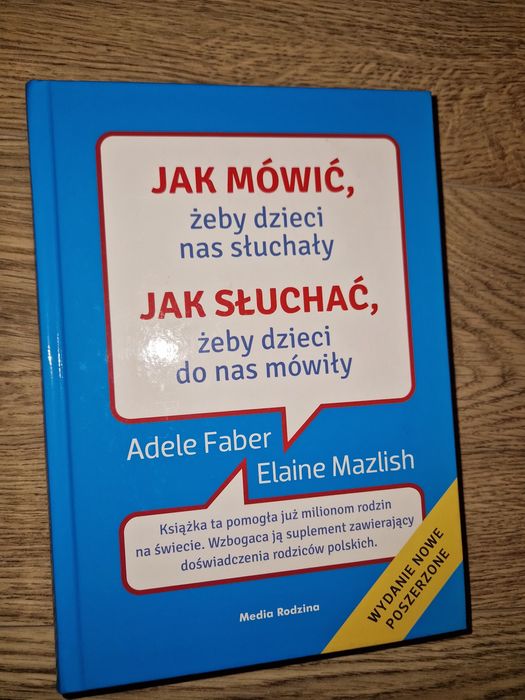 JAK MÓWIĆ,
żeby dzieci
nas słuchały
JAK SŁUCHAĆ,
żeby dzieci
do nas mówiły
Adele Faber
Elaine Mazlish
Książka ta pomogła już milionom rodzin
na świecie. Wzbogaca ją suplement zawierający
doświadczenia rodziców polskich.
WYDANIE NOWE
POSZERZONE
Media Rodzina